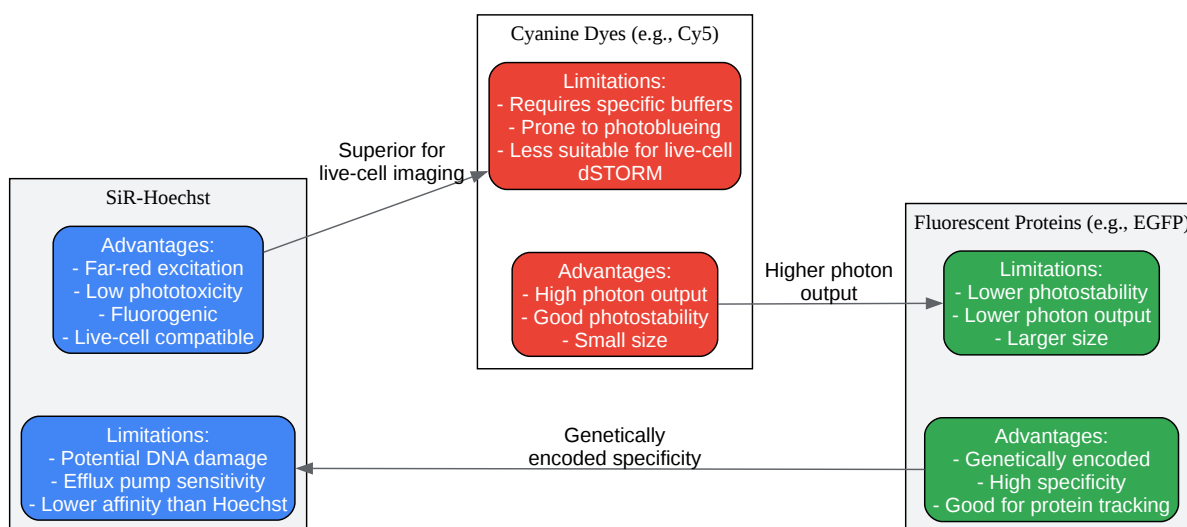 Cyanine Dyes (e.g., Cy5)
Limitations:
- Requires specific buffers
- Prone to photoblueing
- Less suitable for live-cell
dSTORM
Superior for
live-cell imaging
SiR-Hoechst
Advantages:
- Far-red excitation
- Low phototoxicity
- Fluorogenic
- Live-cell compatible
Advantages:
- High photon output
- Good photostability
- Small size
Higher photon
output
Fluorescent Proteins (e.g., EGFP)
Limitations:
- Lower photostability
- Lower photon output
- Larger size
Limitations:
- Potential DNA damage
- Efflux pump sensitivity
- Lower affinity than Hoechst
Genetically
encoded specificity
Advantages:
- Genetically encoded
- High specificity
- Good for protein tracking